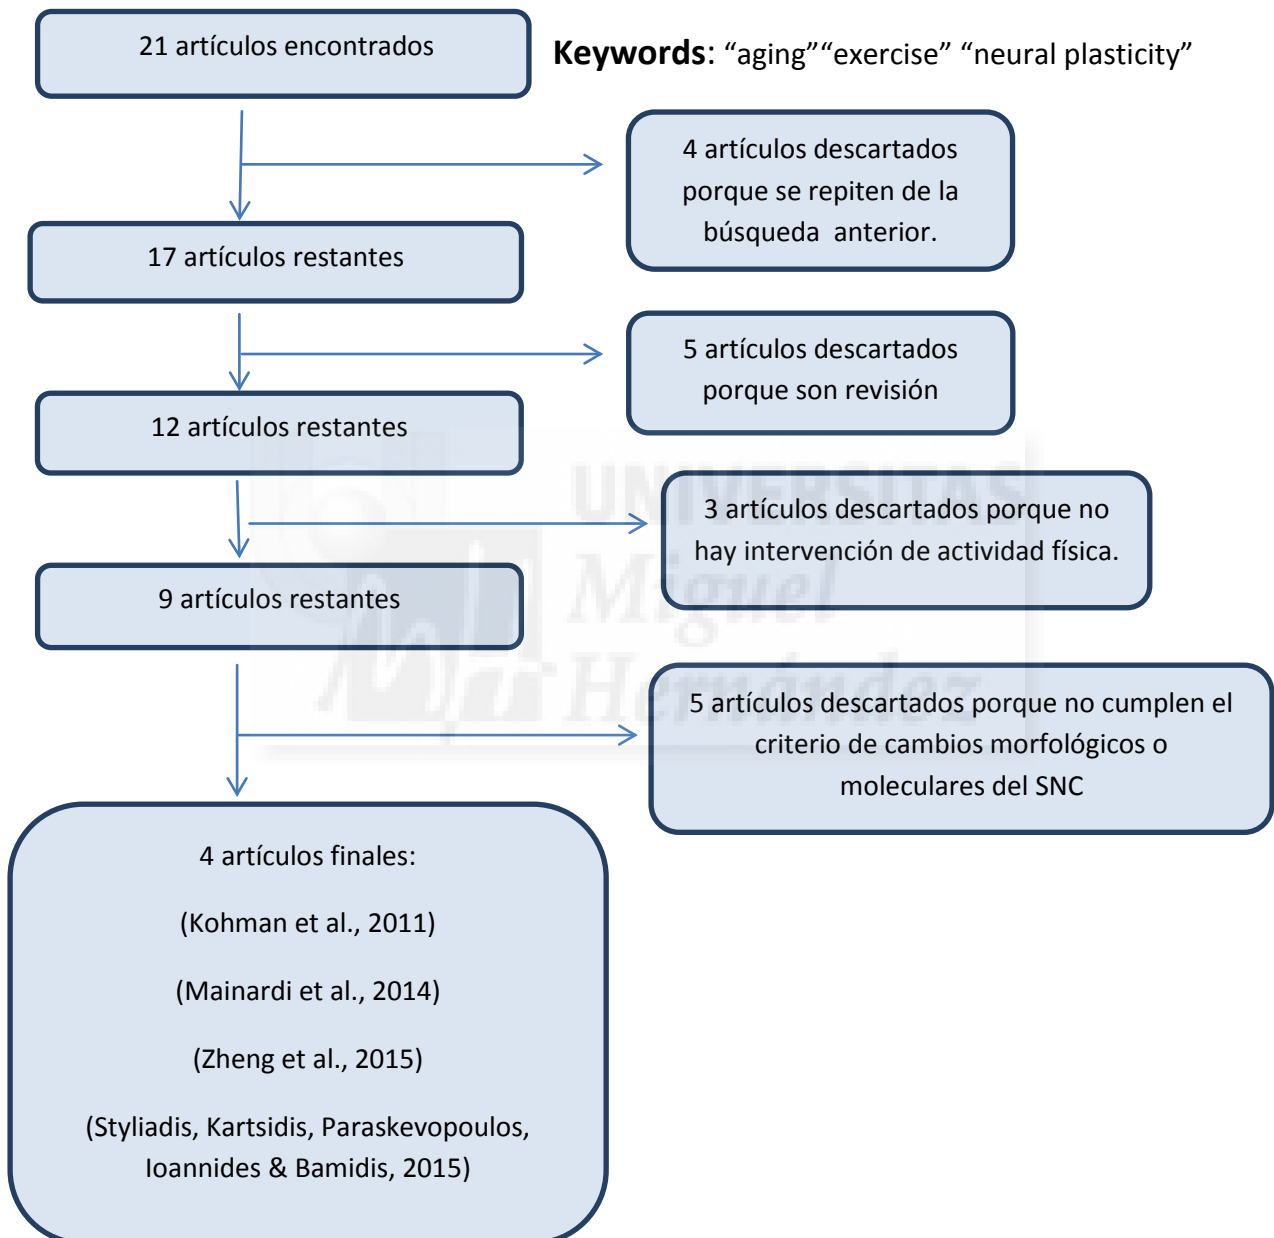 21 artículos encontrados
Keywords: “aging”“exercise” “neural plasticity”
4 artículos descartados
porque se repiten de la
búsqueda anterior.
17 artículos restantes
5 artículos descartados
porque son revisión
12 artículos restantes
UNIVERSITAS
Miguel
Hernández
3 artículos descartados porque no
hay intervención de actividad física.
9 artículos restantes
5 artículos descartados porque no cumplen el
criterio de cambios morfológicos o
moleculares del SNC
4 artículos finales:
(Kohman et al., 2011)
(Mainardi et al., 2014)
(Zheng et al., 2015)
(Styliadis, Kartsidis, Paraskevopoulos,
Ioannides & Bamidis, 2015)